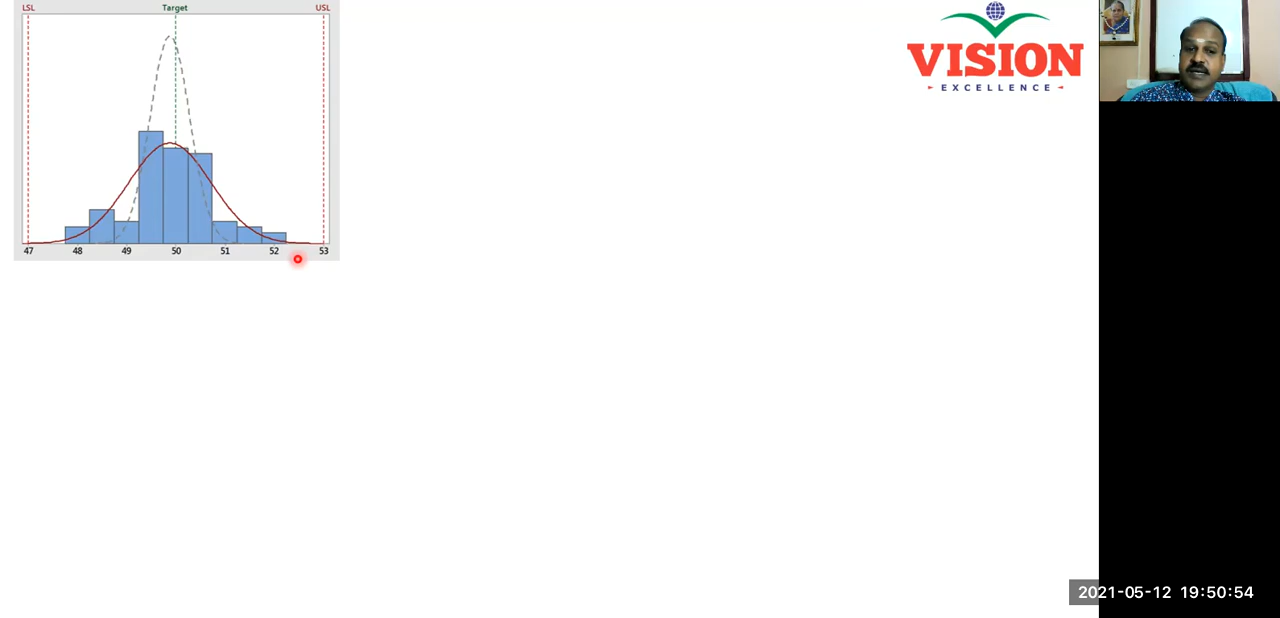 LSL Target USL
47 48 49 50 51 52 53
VISION
EXCELLENCE
2021-05-12 19:50:54